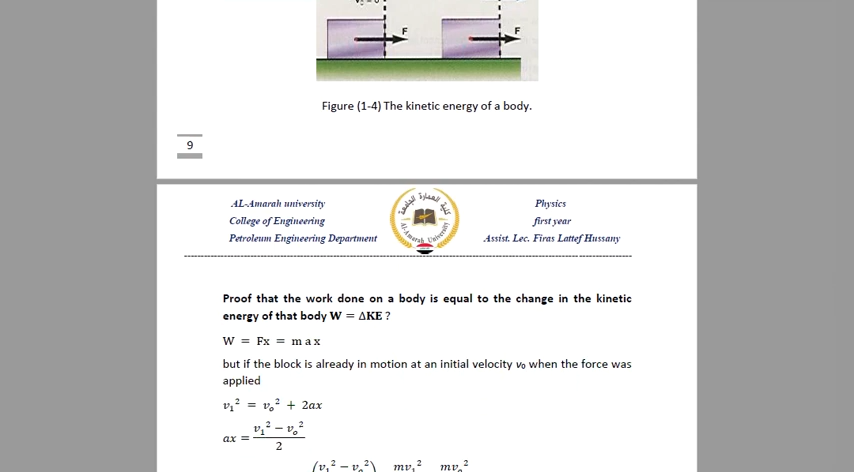 F
F
Figure (1-4) The kinetic energy of a body.
9
AL-Amarah university
College of Engineering
Petroleum Engineering Department
Physics
first year
Assist. Lec. Firas Lattef Hussany
Proof that the work done on a body is equal to the change in the kinetic
energy of that body W = ΔKE ?
W = Fx = m a x
but if the block is already in motion at an initial velocity v₀ when the force was
applied
v₁² = vₒ² + 2ax
ax = (v₁² − vₒ²) / 2